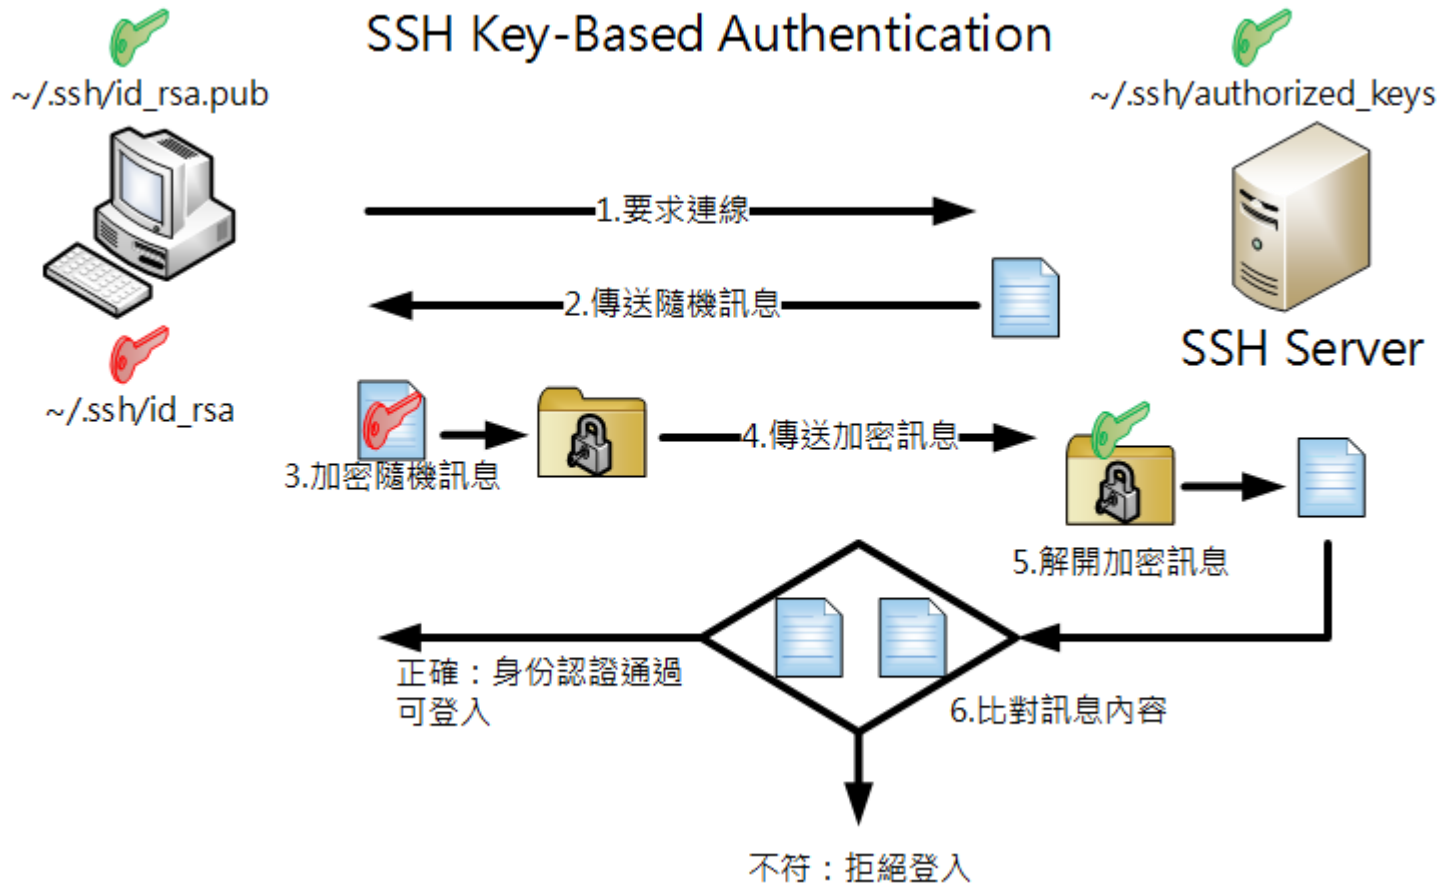 SSH Key-Based Authentication
~/.ssh/id_rsa.pub
~/.ssh/authorized_keys
1.要求連線
2.傳送隨機訊息
SSH Server
~/.ssh/id_rsa
3.加密隨機訊息
4.傳送加密訊息
5.解開加密訊息
正確：身份認證通過
可登入
6.比對訊息內容
不符：拒絕登入